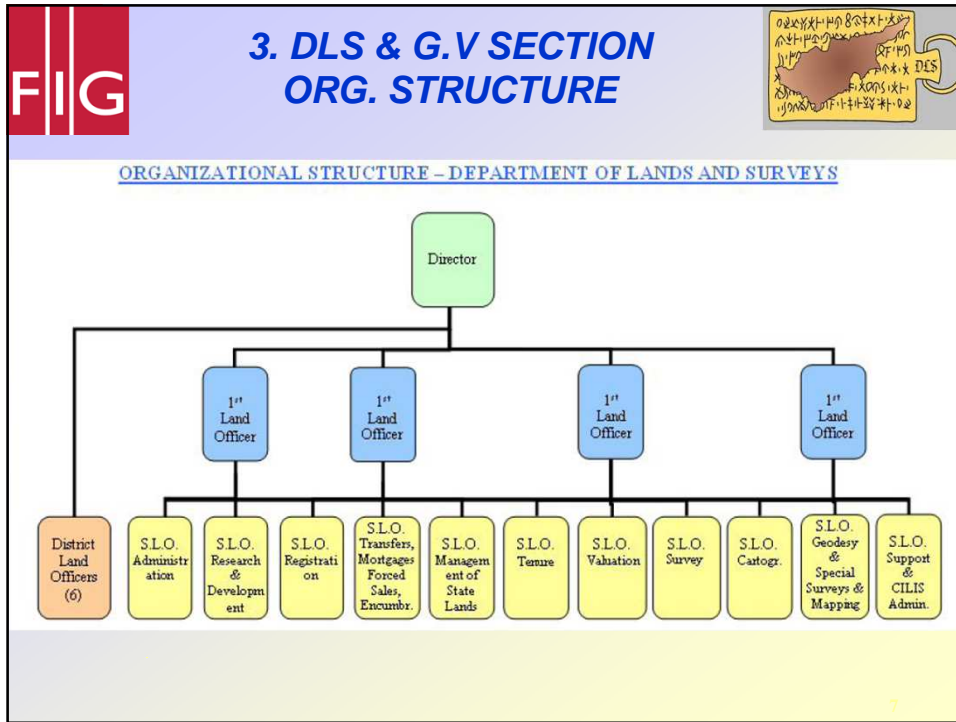 FIG
3. DLS & G.V SECTION
ORG. STRUCTURE
DLS
ORGANIZATIONAL STRUCTURE – DEPARTMENT OF LANDS AND SURVEYS
Director
1st
Land
Officer
1st
Land
Officer
1st
Land
Officer
1st
Land
Officer
District
Land
Officers
(6)
S.L.O.
Administr
ation
S.L.O.
Research
&
Developm
ent
S.L.O.
Registrati
on
S.L.O.
Transfers,
Mortgages
Forced
Sales,
Encumbr.
S.L.O.
Managem
ent of
State
Lands
S.L.O.
Tenure
S.L.O.
Valuation
S.L.O.
Survey
S.L.O.
Cartogr.
S.L.O.
Geodesy
&
Special
Surveys &
Mapping
S.L.O.
Support
&
CILIS
Admin.
7